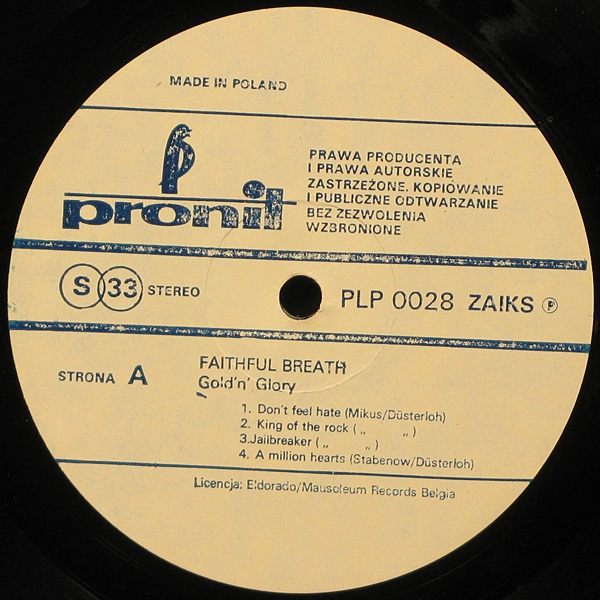 MADE IN POLAND
pronit
PRAWA PRODUCENTA
I PRAWA AUTORSKIE
ZASTRZEŻONE. KOPIOWANIE
I PUBLICZNE ODTWARZANIE
BEZ ZEZWOLENIA
WZBRONIONE
S 33 STEREO
PLP 0028 ZAIKS Ⓟ
STRONA A
FAITHFUL BREATH
Gold'n' Glory
1. Don't feel hate (Mikus/Düsterloh)
2. King of the rock ( „ „ )
3.Jailbreaker ( „ „ )
4. A million hearts (Stabenow/Düsterloh)
Licencja: Eldorado/Mausoleum Records Belgia